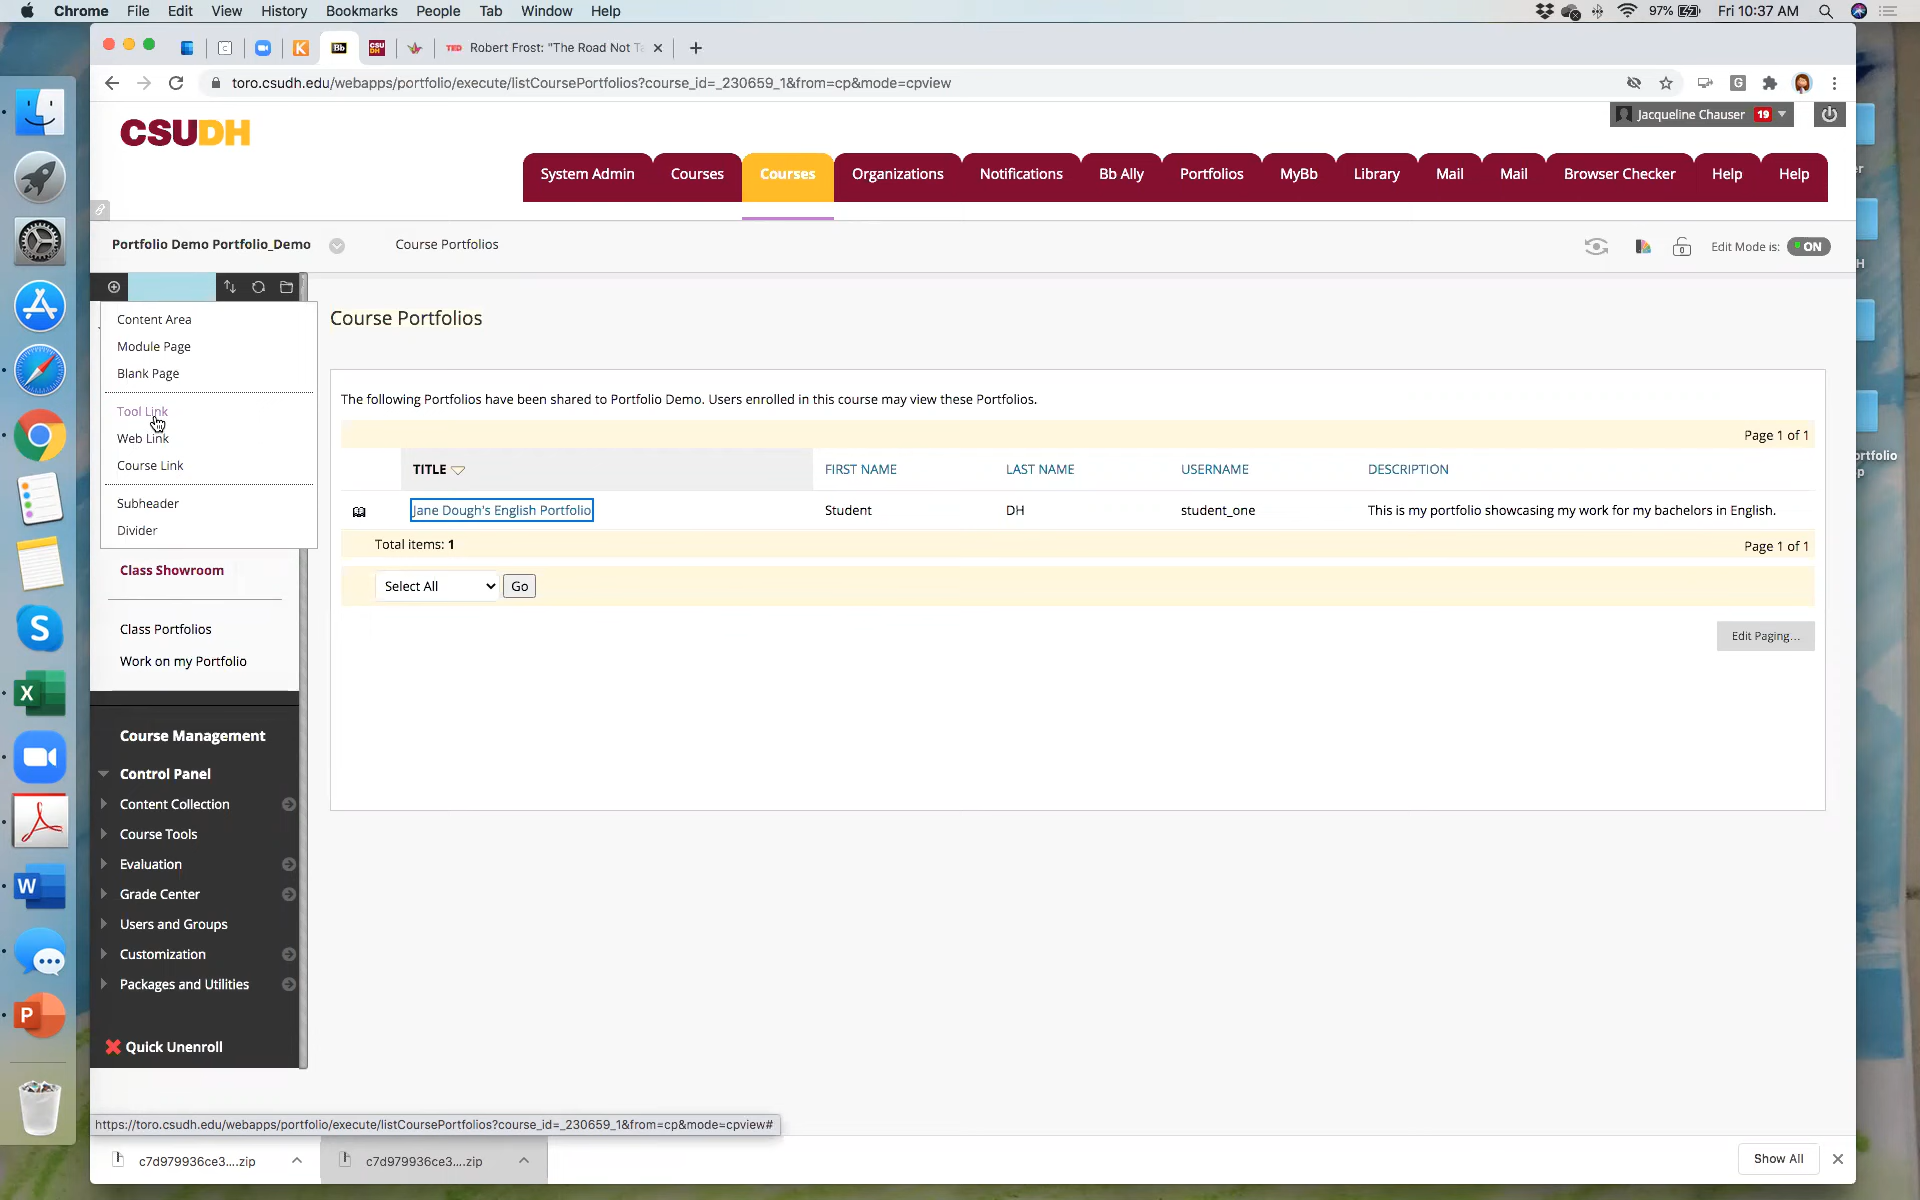 Chrome File Edit View History Bookmarks People Tab Window Help
97% Fri 10:37 AM
TED Robert Frost: "The Road Not Ta
toro.csudh.edu/webapps/portfolio/execute/listCoursePortfolios?course_id=_230659_1&from=cp&mode=cpview
Jacqueline Chauser 19
CSUDH
System Admin Courses Courses Organizations Notifications Bb Ally Portfolios MyBb Library Mail Mail Browser Checker Help Help
Portfolio Demo Portfolio_Demo Course Portfolios Edit Mode is: ON
Content Area
Module Page
Blank Page
Tool Link
Web Link
Course Link
Subheader
Divider
Class Showroom
Class Portfolios
Work on my Portfolio
Course Management
Control Panel
Content Collection
Course Tools
Evaluation
Grade Center
Users and Groups
Customization
Packages and Utilities
Quick Unenroll
Course Portfolios
The following Portfolios have been shared to Portfolio Demo. Users enrolled in this course may view these Portfolios.
Page 1 of 1
TITLE FIRST NAME LAST NAME USERNAME DESCRIPTION
Jane Dough's English Portfolio Student DH student_one This is my portfolio showcasing my work for my bachelors in English.
Total items: 1 Page 1 of 1
Select All Go
Edit Paging...
https://toro.csudh.edu/webapps/portfolio/execute/listCoursePortfolios?course_id=_230659_1&from=cp&mode=cpview#
c7d979936ce3....zip c7d979936ce3....zip Show All